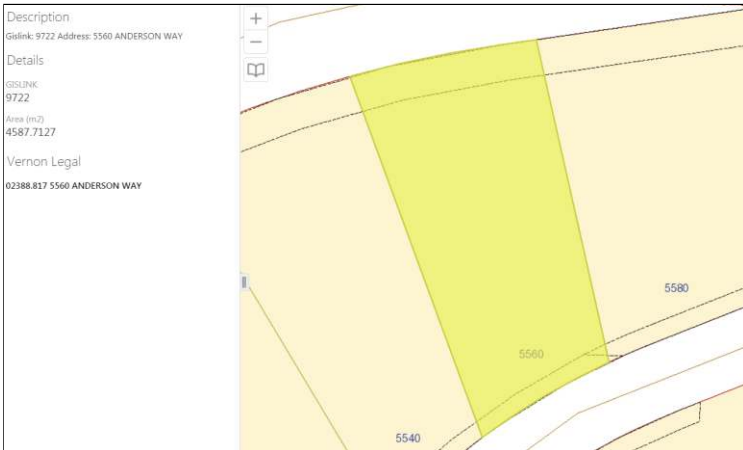 Description
Gislink: 9722 Address: 5560 ANDERSON WAY
Details
GISLINK
9722
Area (m2)
4587.7127
Vernon Legal
02388.817 5560 ANDERSON WAY
5580
5560
5540